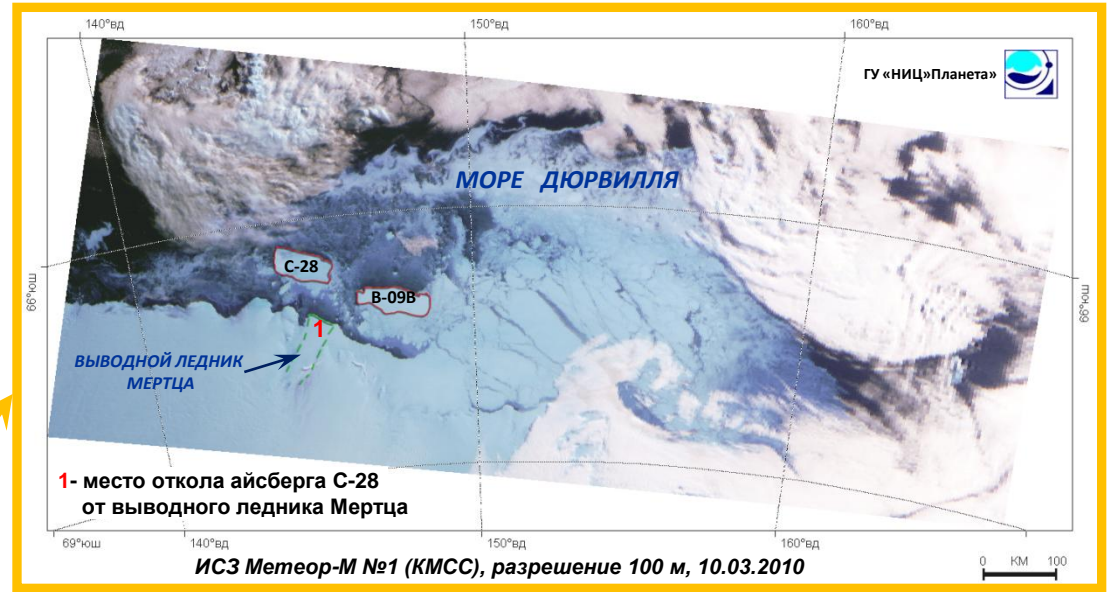 140°вд
150°вд
160°вд
ГУ «НИЦ»Планета»
МОРЕ ДЮРВИЛЛЯ
С-28
В-09В
66°юш
66°юш
1
ВЫВОДНОЙ ЛЕДНИК
МЕРТЦА
1- место откола айсберга С-28
от выводного ледника Мертца
69°юш
140°вд
150°вд
160°вд
ИСЗ Метеор-М №1 (КМСС), разрешение 100 м, 10.03.2010
0 КМ 100